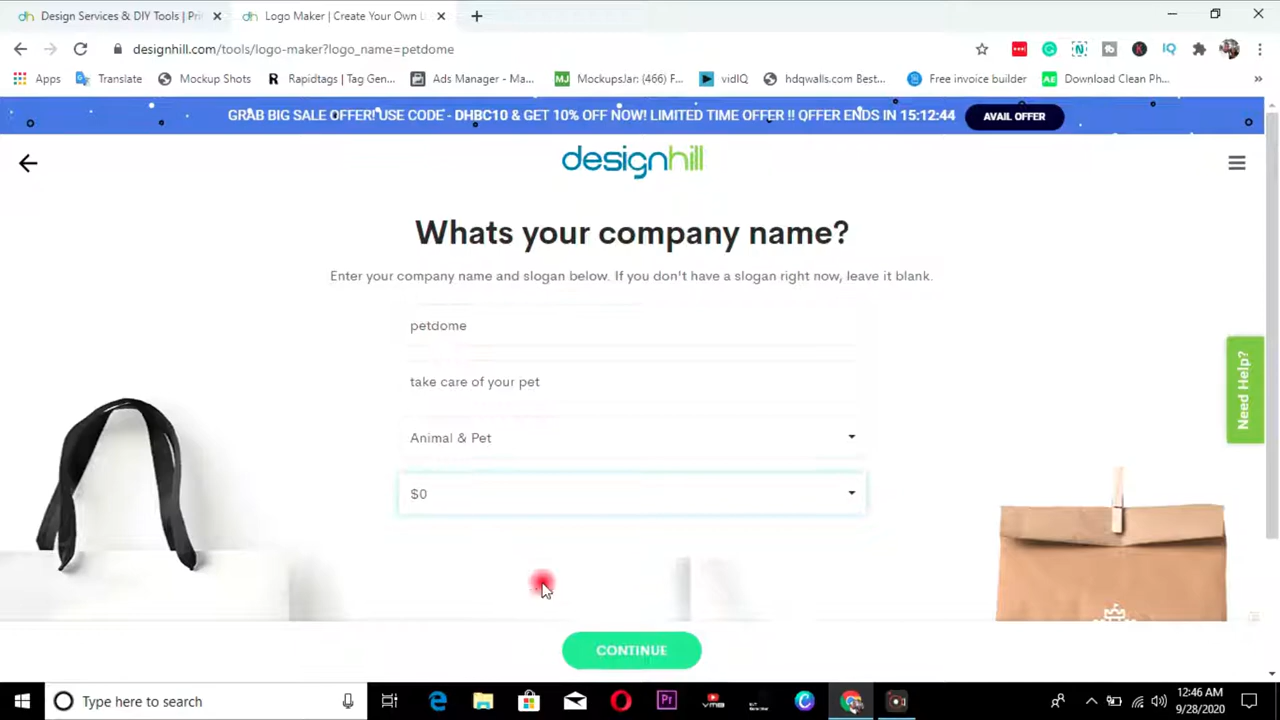 Design Services & DIY Tools | Pri
Logo Maker | Create Your Own L
designhill.com/tools/logo-maker?logo_name=petdome
Apps
Translate
Mockup Shots
Rapidtags | Tag Gen...
Ads Manager - Ma...
MockupsJar: (466) F...
vidIQ
hdqwalls.com Best...
Free invoice builder
Download Clean Ph...
GRAB BIG SALE OFFER! USE CODE - DHBC10 & GET 10% OFF NOW! LIMITED TIME OFFER !! OFFER ENDS IN 15:12:44
AVAIL OFFER
designhill
Whats your company name?
Enter your company name and slogan below. If you don't have a slogan right now, leave it blank.
petdome
take care of your pet
Animal & Pet
$0
Need Help?
CONTINUE
Type here to search
12:46 AM
9/28/2020